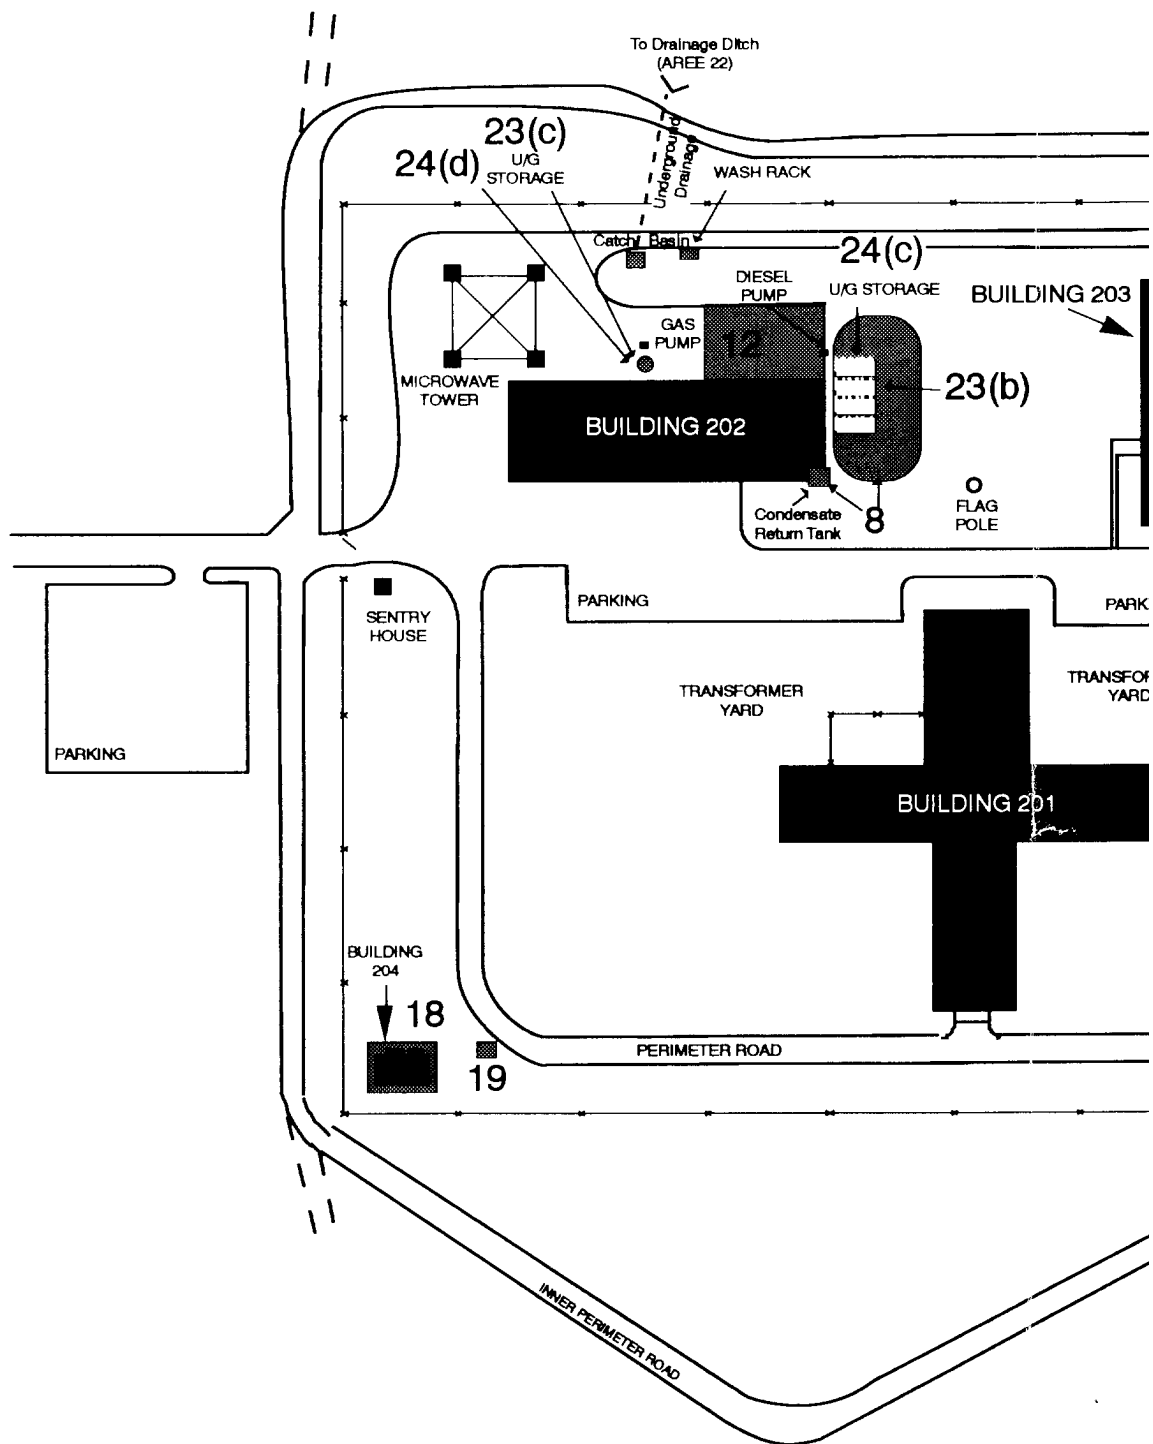 To Drainage Ditch
(AREE 22)
23(c)
U/G
STORAGE
24(d)
Underground
Drainage
WASH RACK
Catch Basin
24(c)
U/G STORAGE
DIESEL
PUMP
BUILDING 203
GAS
PUMP
12
MICROWAVE
TOWER
23(b)
BUILDING 202
Condensate
Return Tank
8
FLAG
POLE
SENTRY
HOUSE
PARKING
PARK
TRANSFORMER
YARD
TRANSFOR
YARD
PARKING
BUILDING 201
BUILDING
204
18
19
PERIMETER ROAD
INNER PERIMETER ROAD